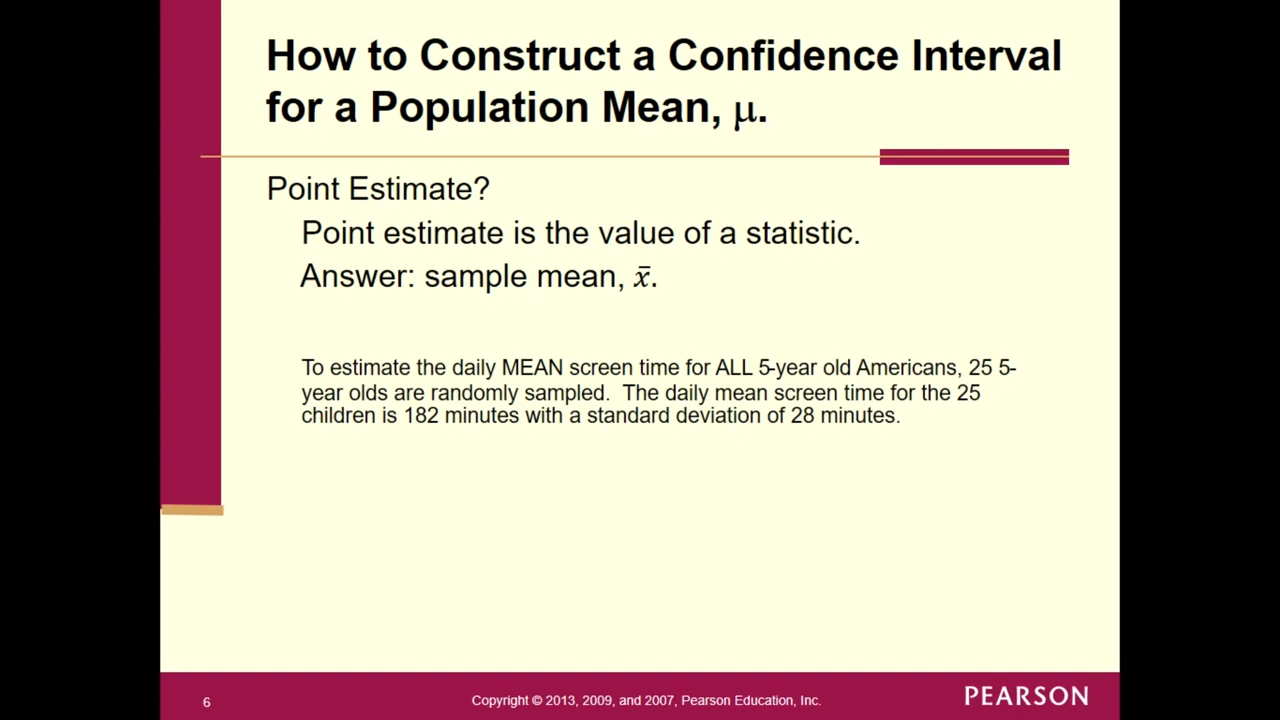 How to Construct a Confidence Interval
for a Population Mean, μ.
Point Estimate?
Point estimate is the value of a statistic.
Answer: sample mean, x̄.
To estimate the daily MEAN screen time for ALL 5-year old Americans, 25 5-
year olds are randomly sampled.  The daily mean screen time for the 25
children is 182 minutes with a standard deviation of 28 minutes.
6
Copyright © 2013, 2009, and 2007, Pearson Education, Inc.
PEARSON